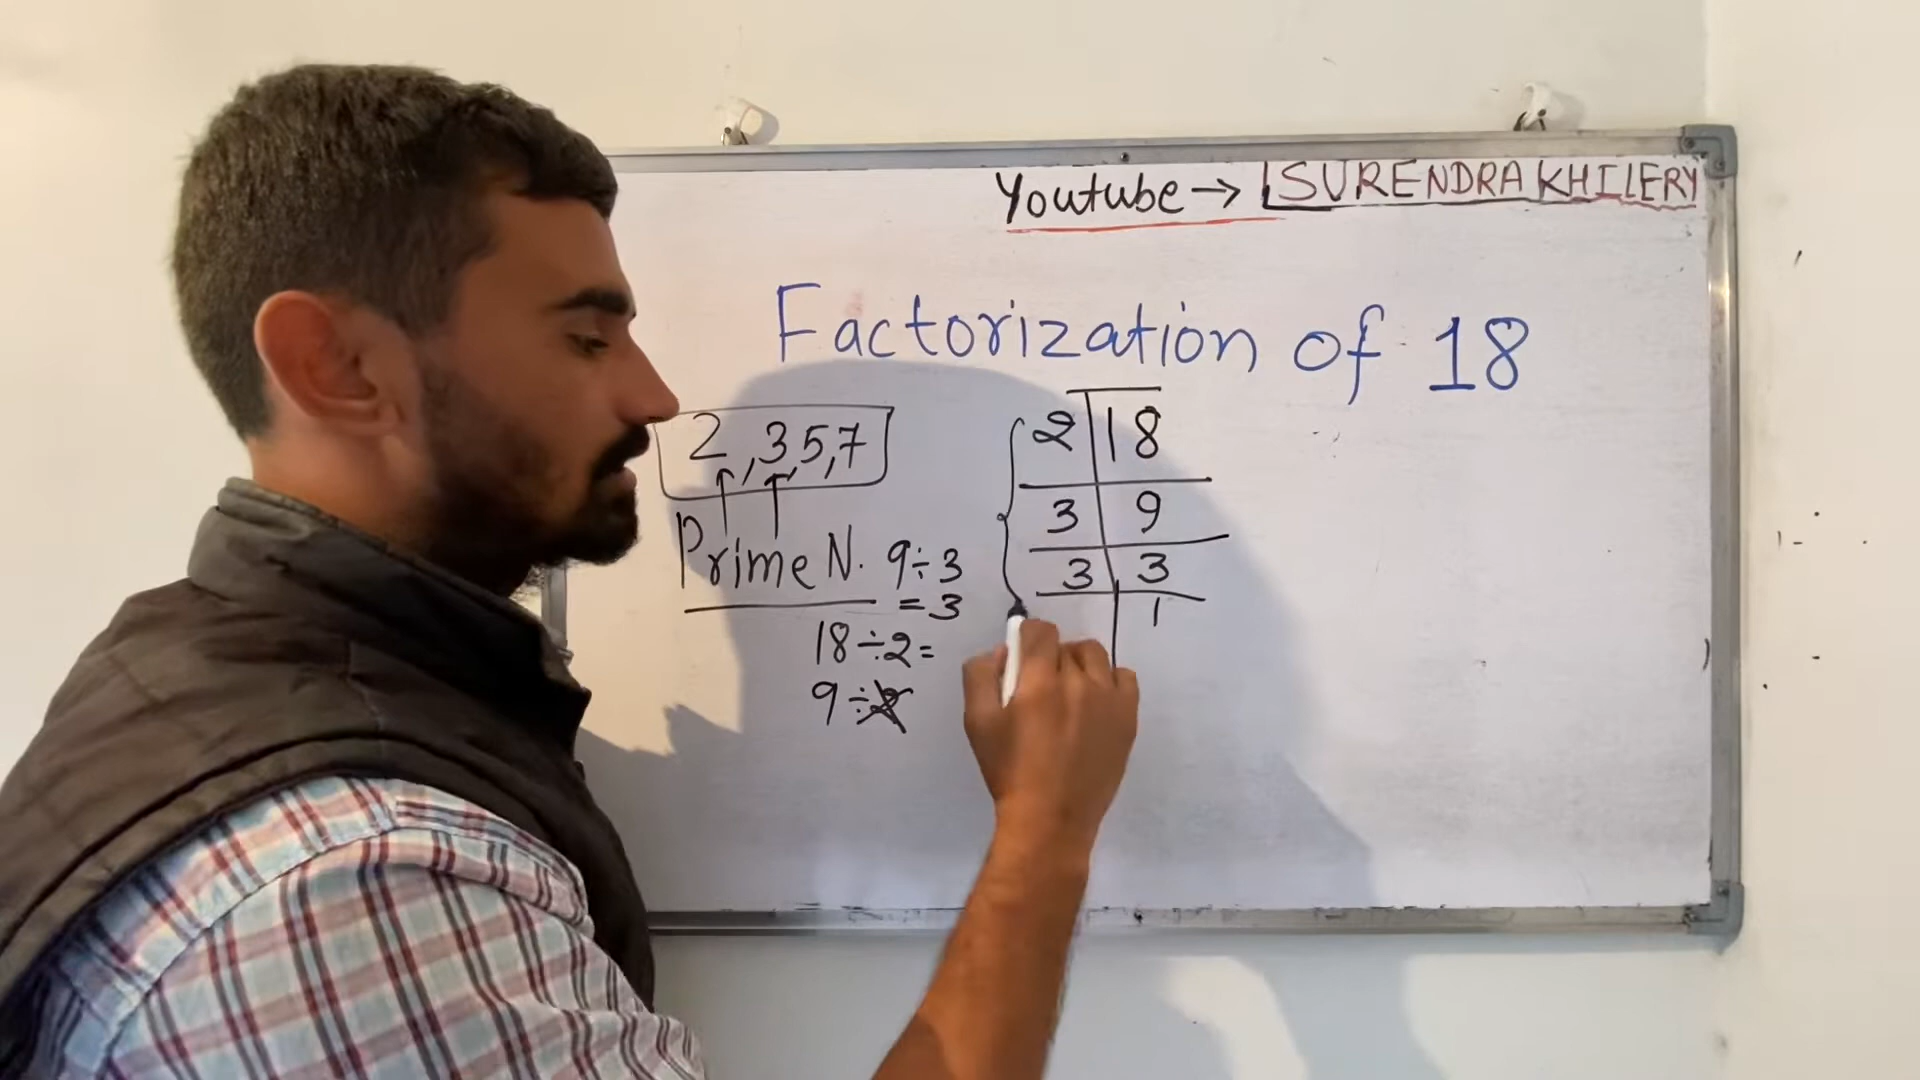 Youtube → SURENDRA KHILERY
Factorization of 18
2, 3, 5, 7
Prime N.
9÷3
=3
18÷2=
9÷2
2 18
3 9
3 3
1